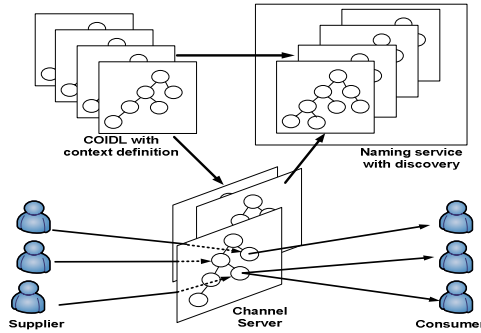 COIDL with
context definition
Naming service
with discovery
Supplier
Channel
Server
Consumer